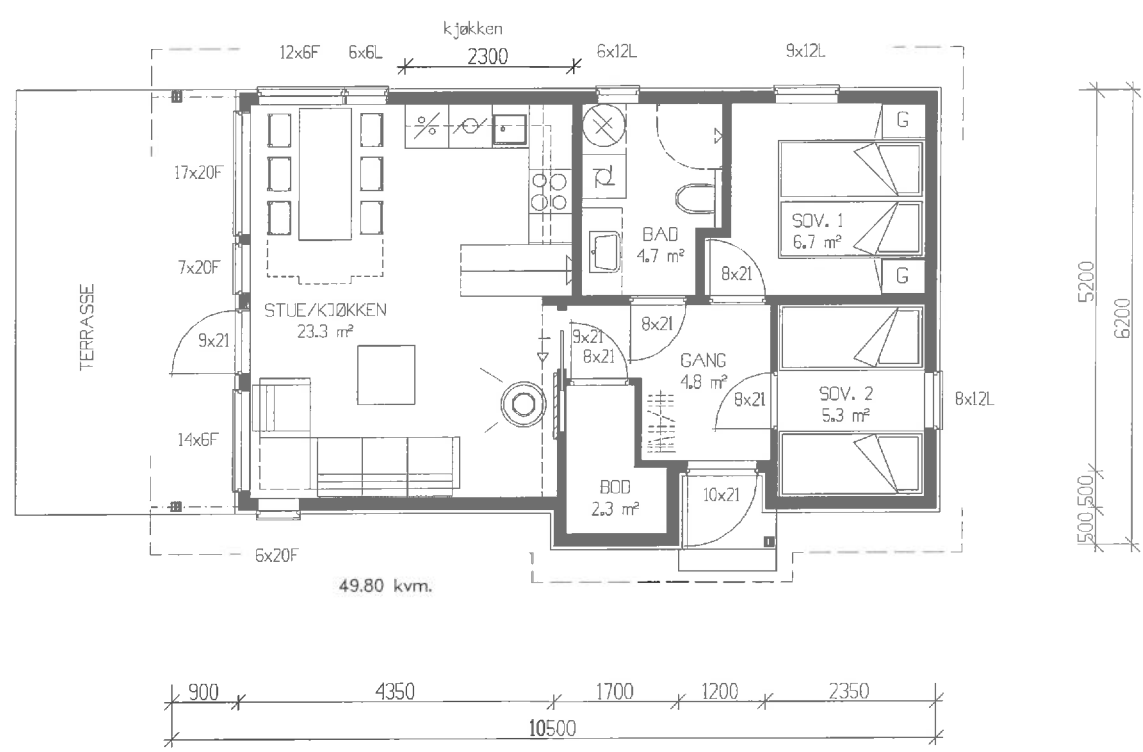 kjøkken
2300
12x6F
6x6L
6x12L
9x12L
17x20F
7x20F
9x21
14x6F
6x20F
TERRASSE
STUE/KJØKKEN
23.3 m²
BAD
4.7 m²
G
SOV. 1
6.7 m²
G
8x21
8x21
9x21
8x21
GANG
4.8 m²
8x21
SOV. 2
5.3 m²
8x12L
BOD
2.3 m²
10x21
49.80 kvm.
5200
500
500
6200
900
4350
1700
1200
2350
10500